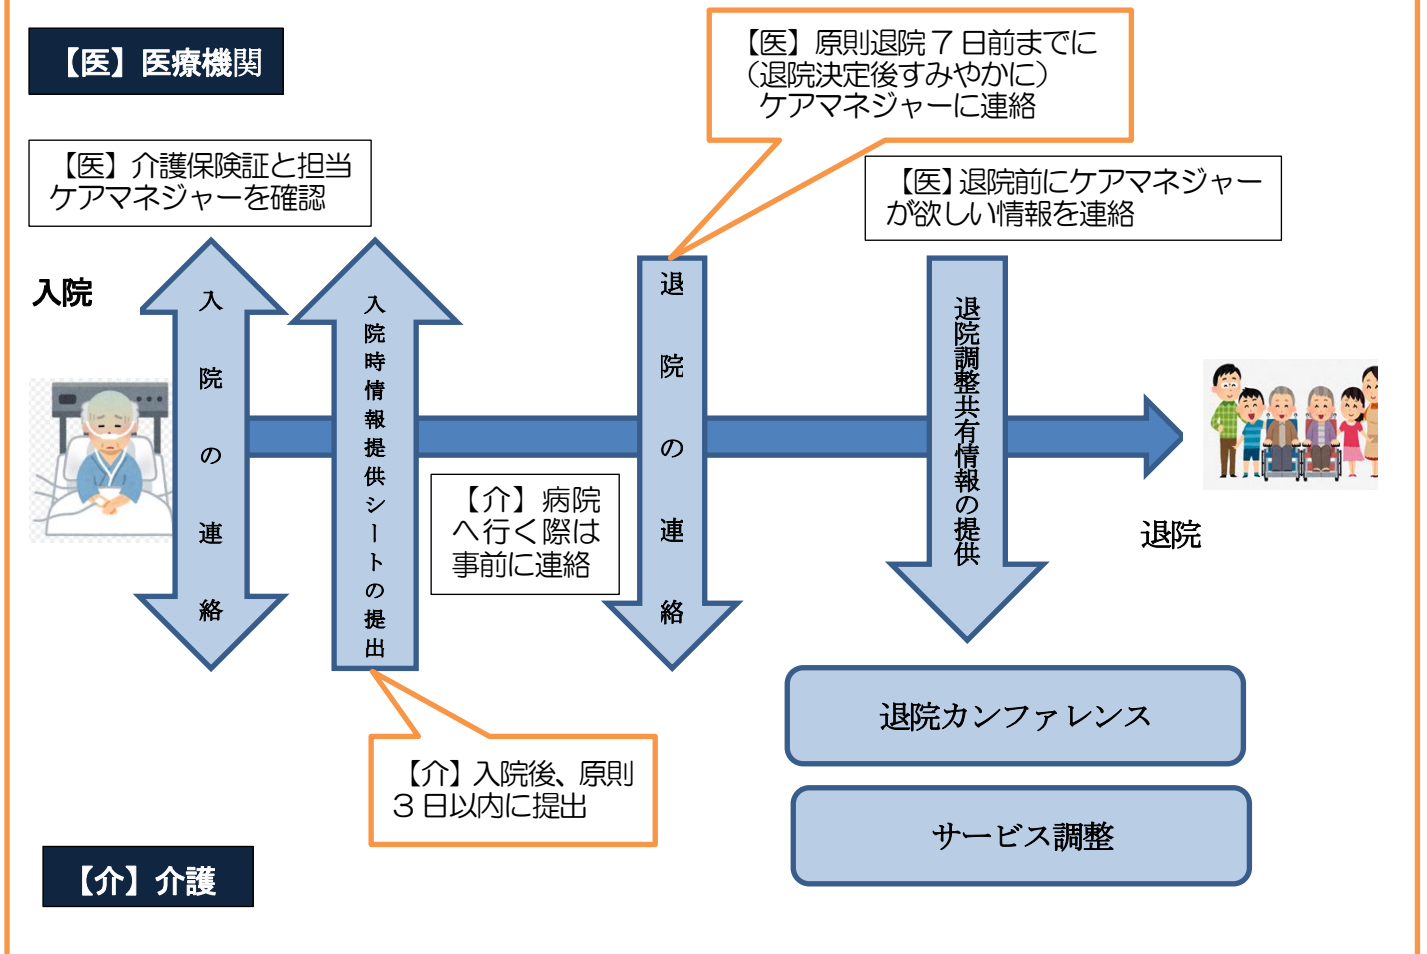 【医】医療機関
【医】原則退院7日前までに
（退院決定後すみやかに）
ケアマネジャーに連絡
【医】介護保険証と担当
ケアマネジャーを確認
【医】退院前にケアマネジャー
が欲しい情報を連絡
入院
入院の連絡
入院時情報提供シートの提出
退院の連絡
退院調整共有情報の提供
【介】病院
へ行く際は
事前に連絡
退院
退院カンファレンス
【介】入院後、原則
3日以内に提出
サービス調整
【介】介護